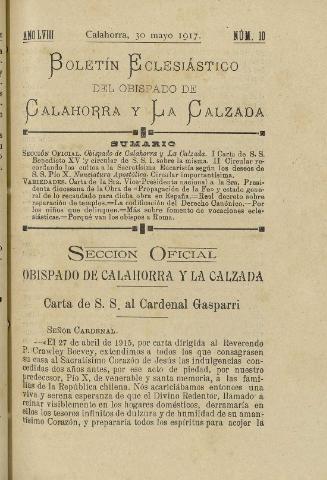 AÑO LVIII Calahorra, 30 mayo 1917. NÚM. 10
BOLETÍN ECLESIÁSTICO
DEL OBISPADO DE
CALAHORRA Y LA CALZADA
SUMARIO
SECCIÓN OFICIAL. Obispado de Calahorra y La Calzada. I Carta de S. S.
Benedicto XV y circular de S. S. I. sobre la misma. II Circular re-
cordando los cultos a la Sacratísima Eucaristía según los deseos de
S. S. Pío X. Nunciatura Apostólica. Circular importantísima.
VARIEDADES. Carta de la Sra. Vice-Presidenta nacional a la Sra. Presi-
denta diocesana de la Obra de «Propagación de la Fe» y estado gene-
ral de lo recaudado para dicha obra en España.—Real decreto sobre
reparación de templos.—La codificación del Derecho Canónico.—Por
los niños que delinquen.—Más sobre fomento de vocaciones ecle-
siásticas.—Porqué van los obispos a Roma.
SECCION OFICIAL
OBISPADO DE CALAHORRA Y LA CALZADA
Carta de S. S. al Cardenal Gasparri
SEÑOR CARDENAL.
—«El 27 de abril de 1915, por carta dirigida al Reverendo
P. Crawley Boevey, extendimos a todos los que consagrasen
su casa al Sacratísimo Corazón de Jesús las indulgencias con-
cedidas dos años antes, por ese acto de piedad, por nuestro
predecesor, Pío X, de venerable y santa memoria, a las fami-
lias de la República chilena. Nós acariciábamos entonces una
viva y serena esperanza de que el Divino Redentor, llamado a
reinar visiblemente en los hogares domésticos, derramaría en
ellos los tesoros infinitos de dulzura y de humildad de su aman-
tísimo Corazón, y prepararía todos los espíritus para acojer la